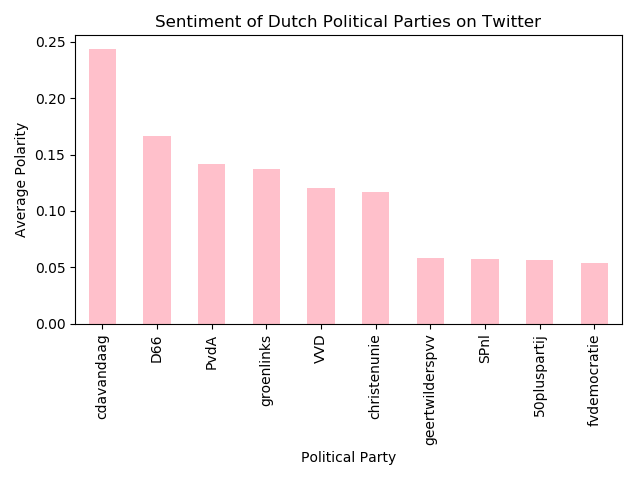 Sentiment of Dutch Political Parties on Twitter
0.25
0.20
0.15
0.10
0.05
0.00
Average Polarity
cdavandaag
D66
PvdA
groenlinks
VVD
christenunie
geertwilderspvv
SPnl
50pluspartij
fvdemocratie
Political Party